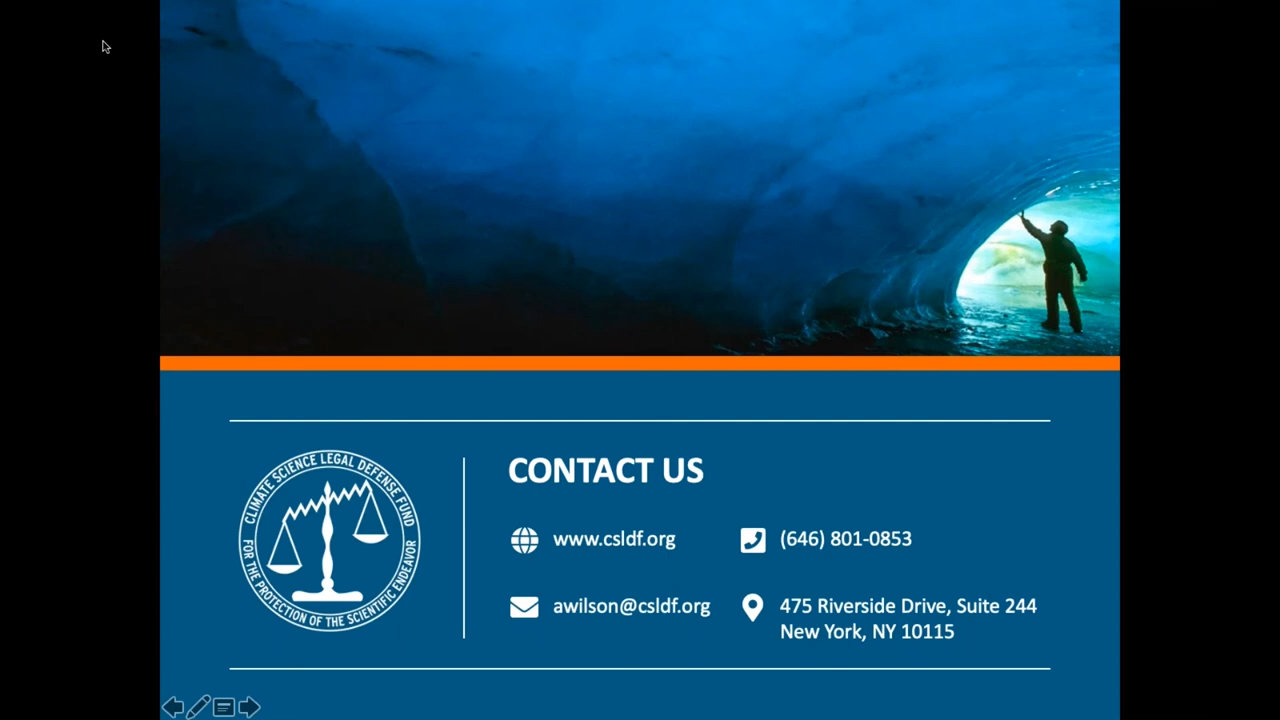 CLIMATE SCIENCE LEGAL DEFENSE FUND
FOR THE PROTECTION OF THE SCIENTIFIC ENDEAVOR
CONTACT US
www.csldf.org
(646) 801-0853
awilson@csldf.org
475 Riverside Drive, Suite 244
New York, NY 10115